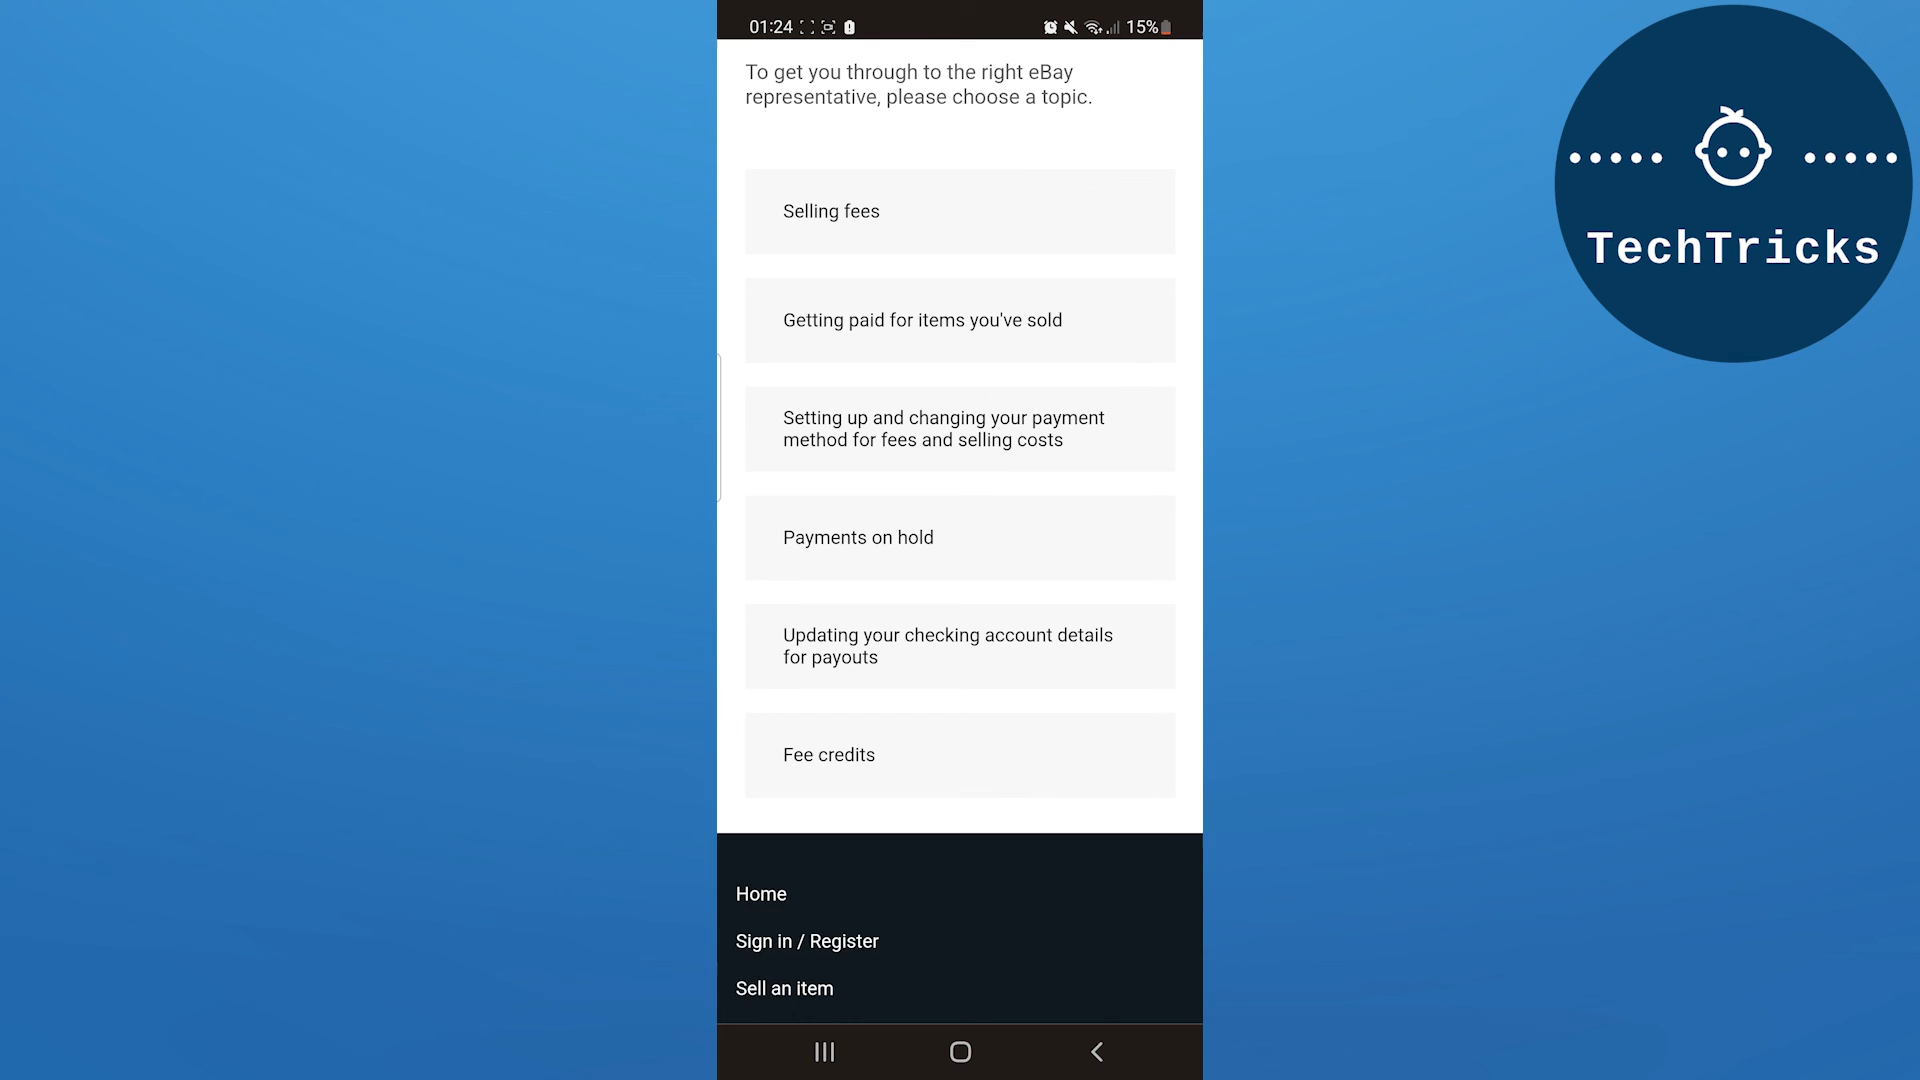 01:24
15%
To get you through to the right eBay
representative, please choose a topic.
Selling fees
Getting paid for items you've sold
Setting up and changing your payment
method for fees and selling costs
Payments on hold
Updating your checking account details
for payouts
Fee credits
Home
Sign in / Register
Sell an item
TechTricks